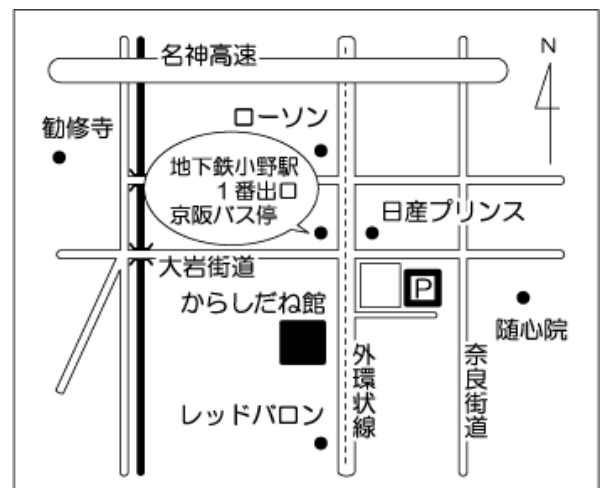 名神高速
N
勧修寺
ローソン
地下鉄小野駅
1番出口
京阪バス停
日産プリンス
大岩街道
P
からしだね館
随心院
外環状線
奈良街道
レッドバロン